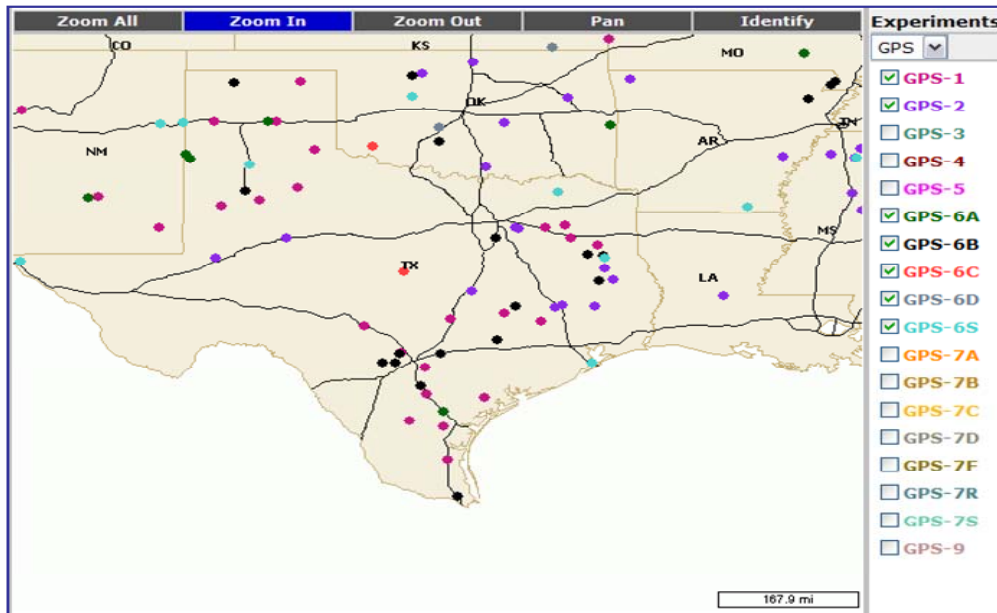 Zoom All Zoom In Zoom Out Pan Identify
Experiments
GPS
CO KS MO
OK
NM AR TN
MS
TX LA
167.9 mi
GPS-1
GPS-2
GPS-3
GPS-4
GPS-5
GPS-6A
GPS-6B
GPS-6C
GPS-6D
GPS-6S
GPS-7A
GPS-7B
GPS-7C
GPS-7D
GPS-7F
GPS-7R
GPS-7S
GPS-9